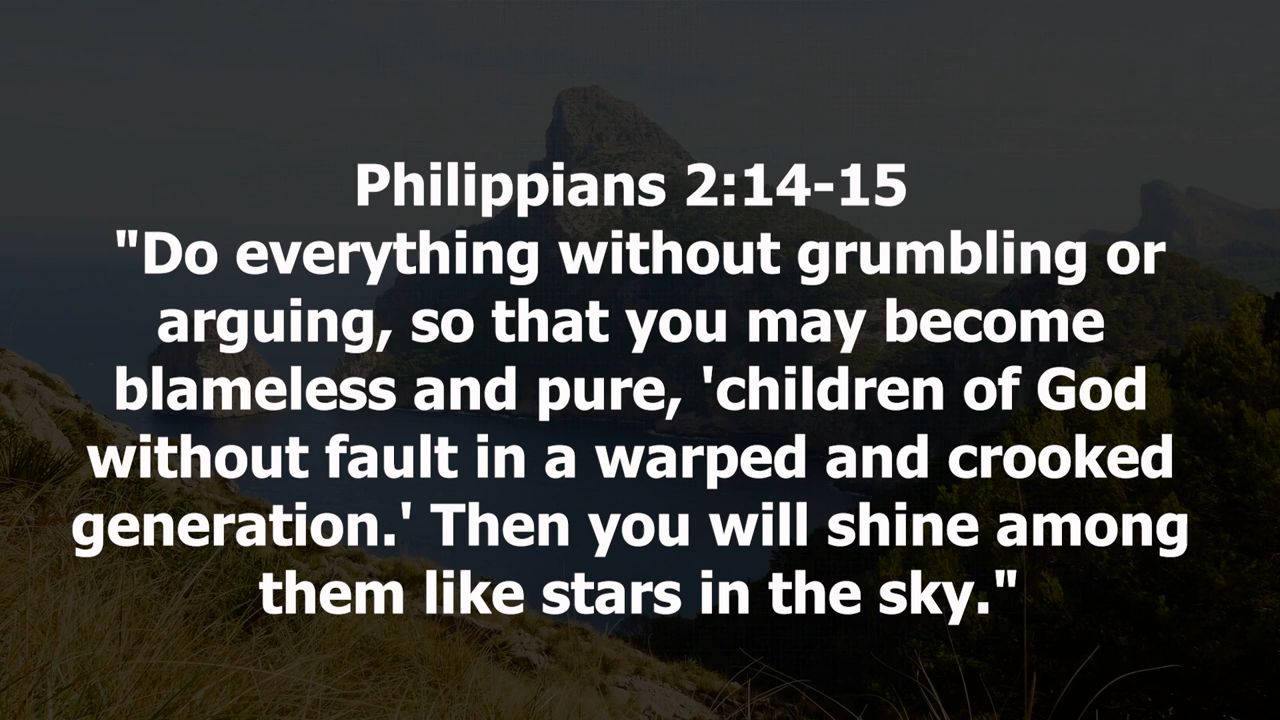 Philippians 2:14-15
"Do everything without grumbling or
arguing, so that you may become
blameless and pure, 'children of God
without fault in a warped and crooked
generation.' Then you will shine among
them like stars in the sky."